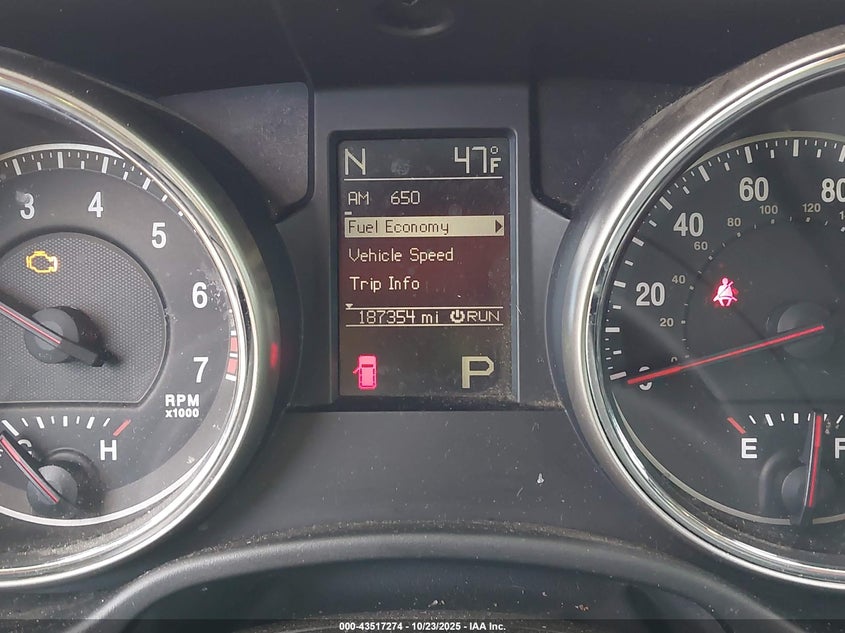 N 47°F
AM 650
Fuel Economy
Vehicle Speed
Trip Info
187354 mi RUN
P
3 4 5 6 7
RPM
x1000
H
0 20 40 60 80
20 40 60 80 100 120
E F
000-43517274 - 10/23/2025 - IAA Inc.